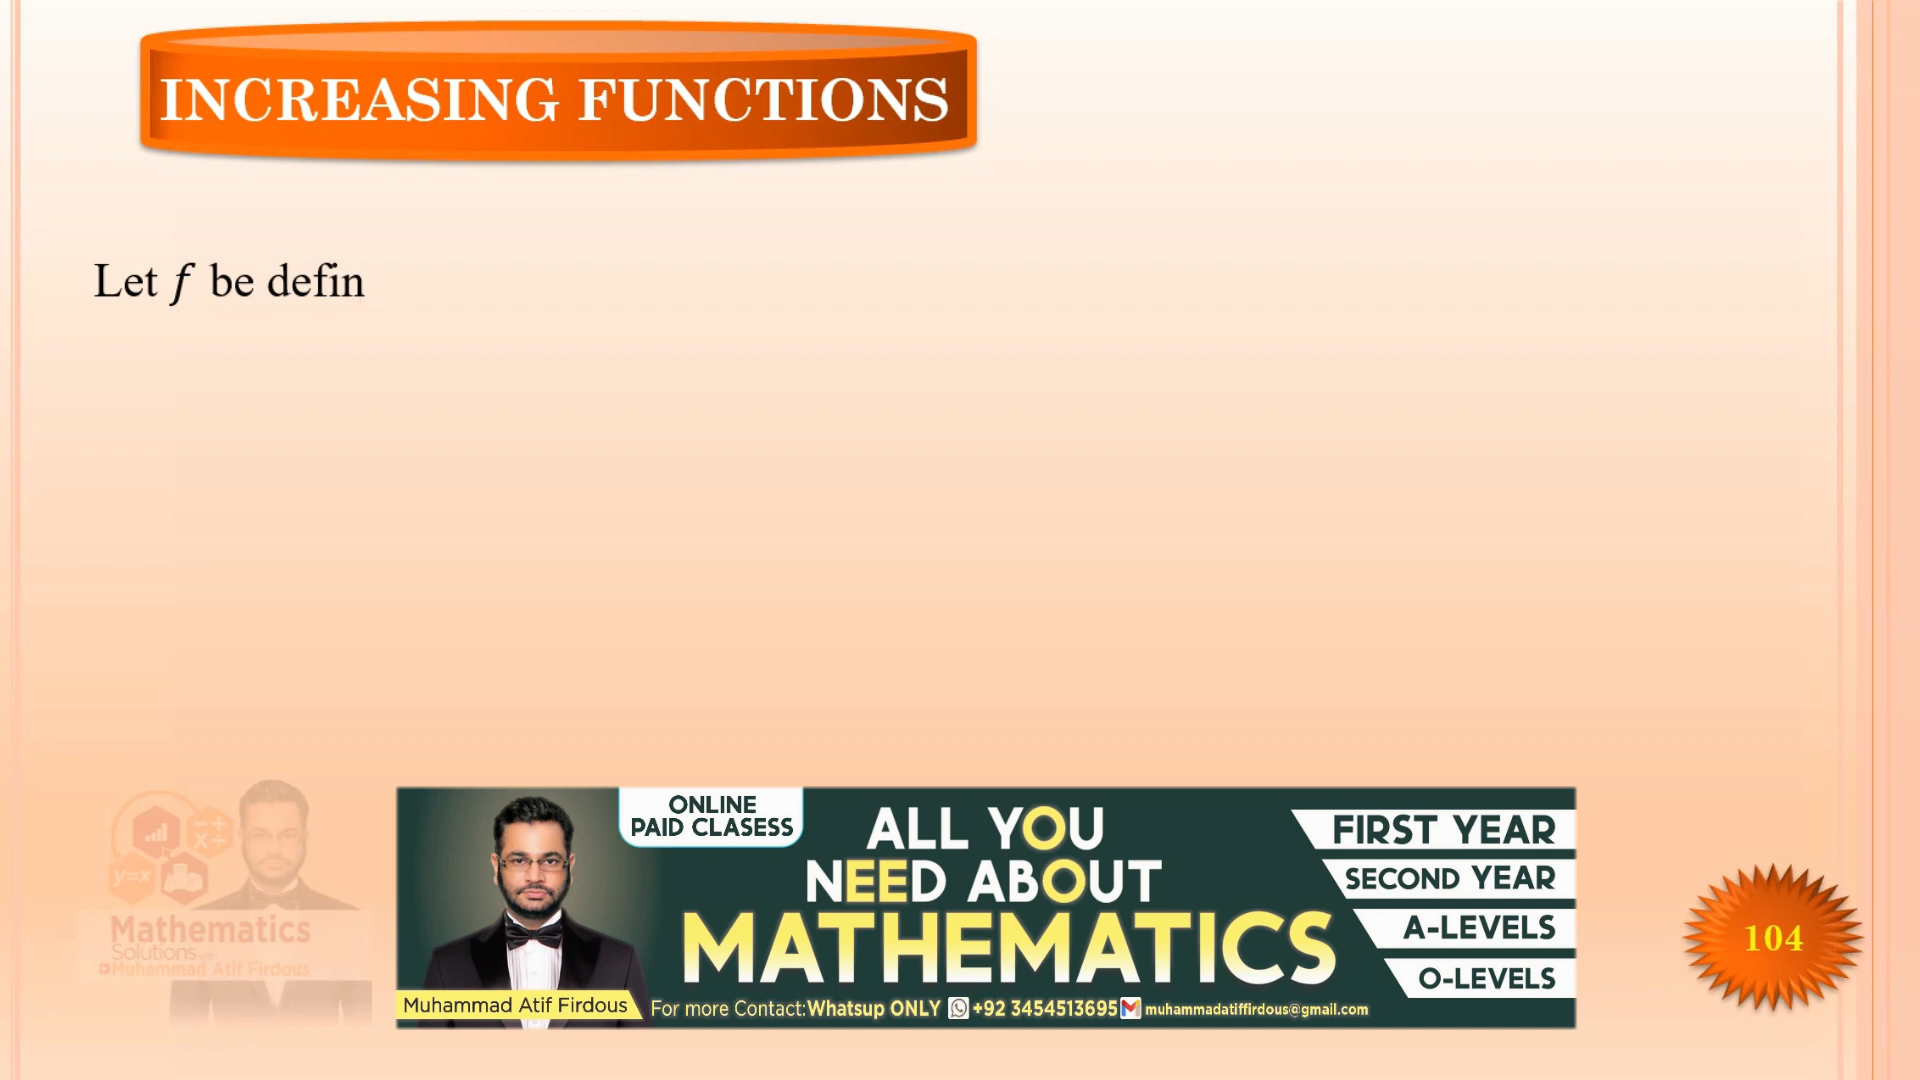 INCREASING FUNCTIONS
Let f be defin
ONLINE
PAID CLASESS
ALL YOU
NEED ABOUT
MATHEMATICS
FIRST YEAR
SECOND YEAR
A-LEVELS
O-LEVELS
Muhammad Atif Firdous
For more Contact:Whatsup ONLY +92 3454513695 muhammadatiffirdous@gmail.com
y=x
Mathematics
Solutions with
Muhammad Atif Firdous
104